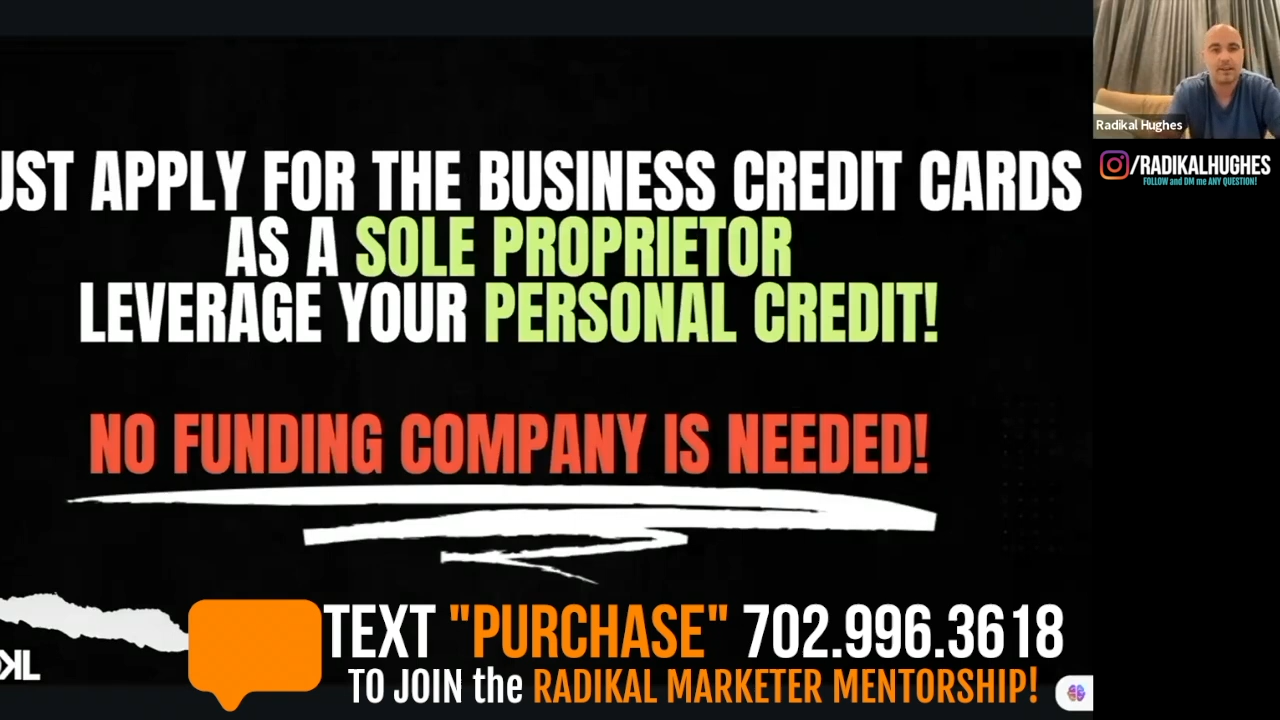 UST APPLY FOR THE BUSINESS CREDIT CARDS
AS A SOLE PROPRIETOR
LEVERAGE YOUR PERSONAL CREDIT!
NO FUNDING COMPANY IS NEEDED!
Radikal Hughes
/RADIKALHUGHES
FOLLOW and DM me ANY QUESTION!
TEXT "PURCHASE" 702.996.3618
TO JOIN the RADIKAL MARKETER MENTORSHIP!